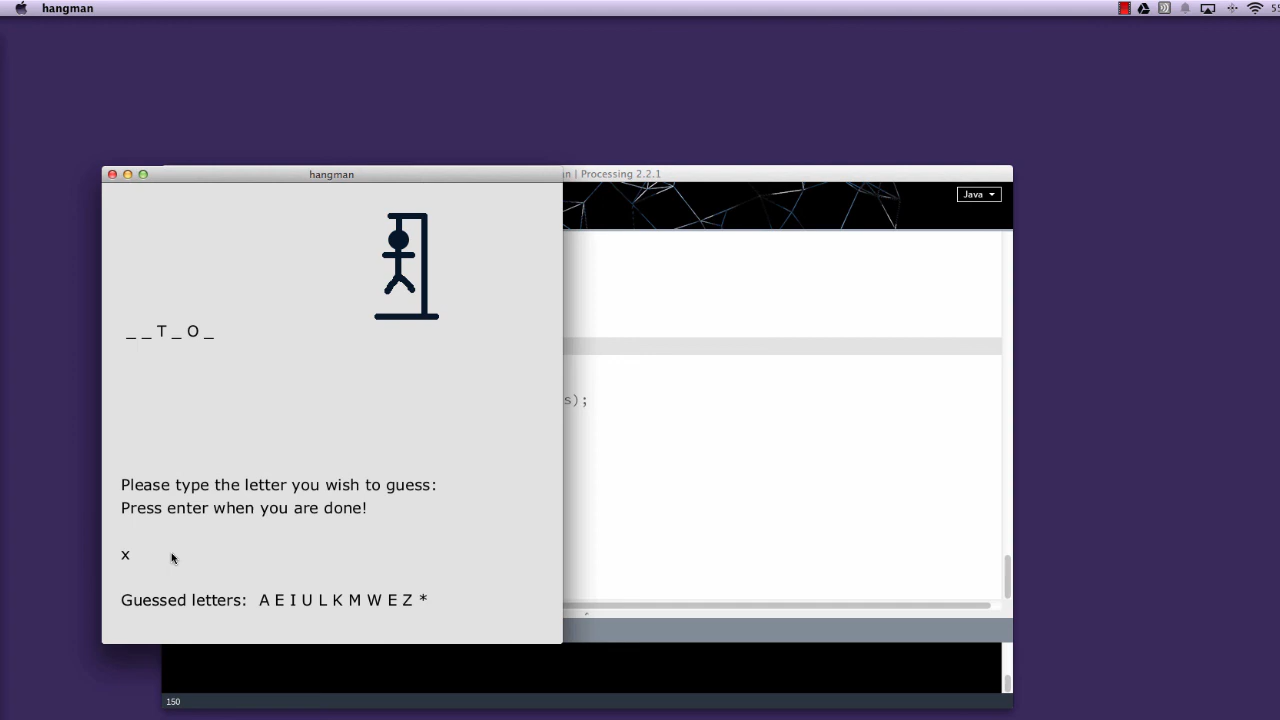 hangman
hangman
n | Processing 2.2.1
Java
_ _ T _ O _
s);
Please type the letter you wish to guess:
Press enter when you are done!
x
Guessed letters: A E I U L K M W E Z *
150